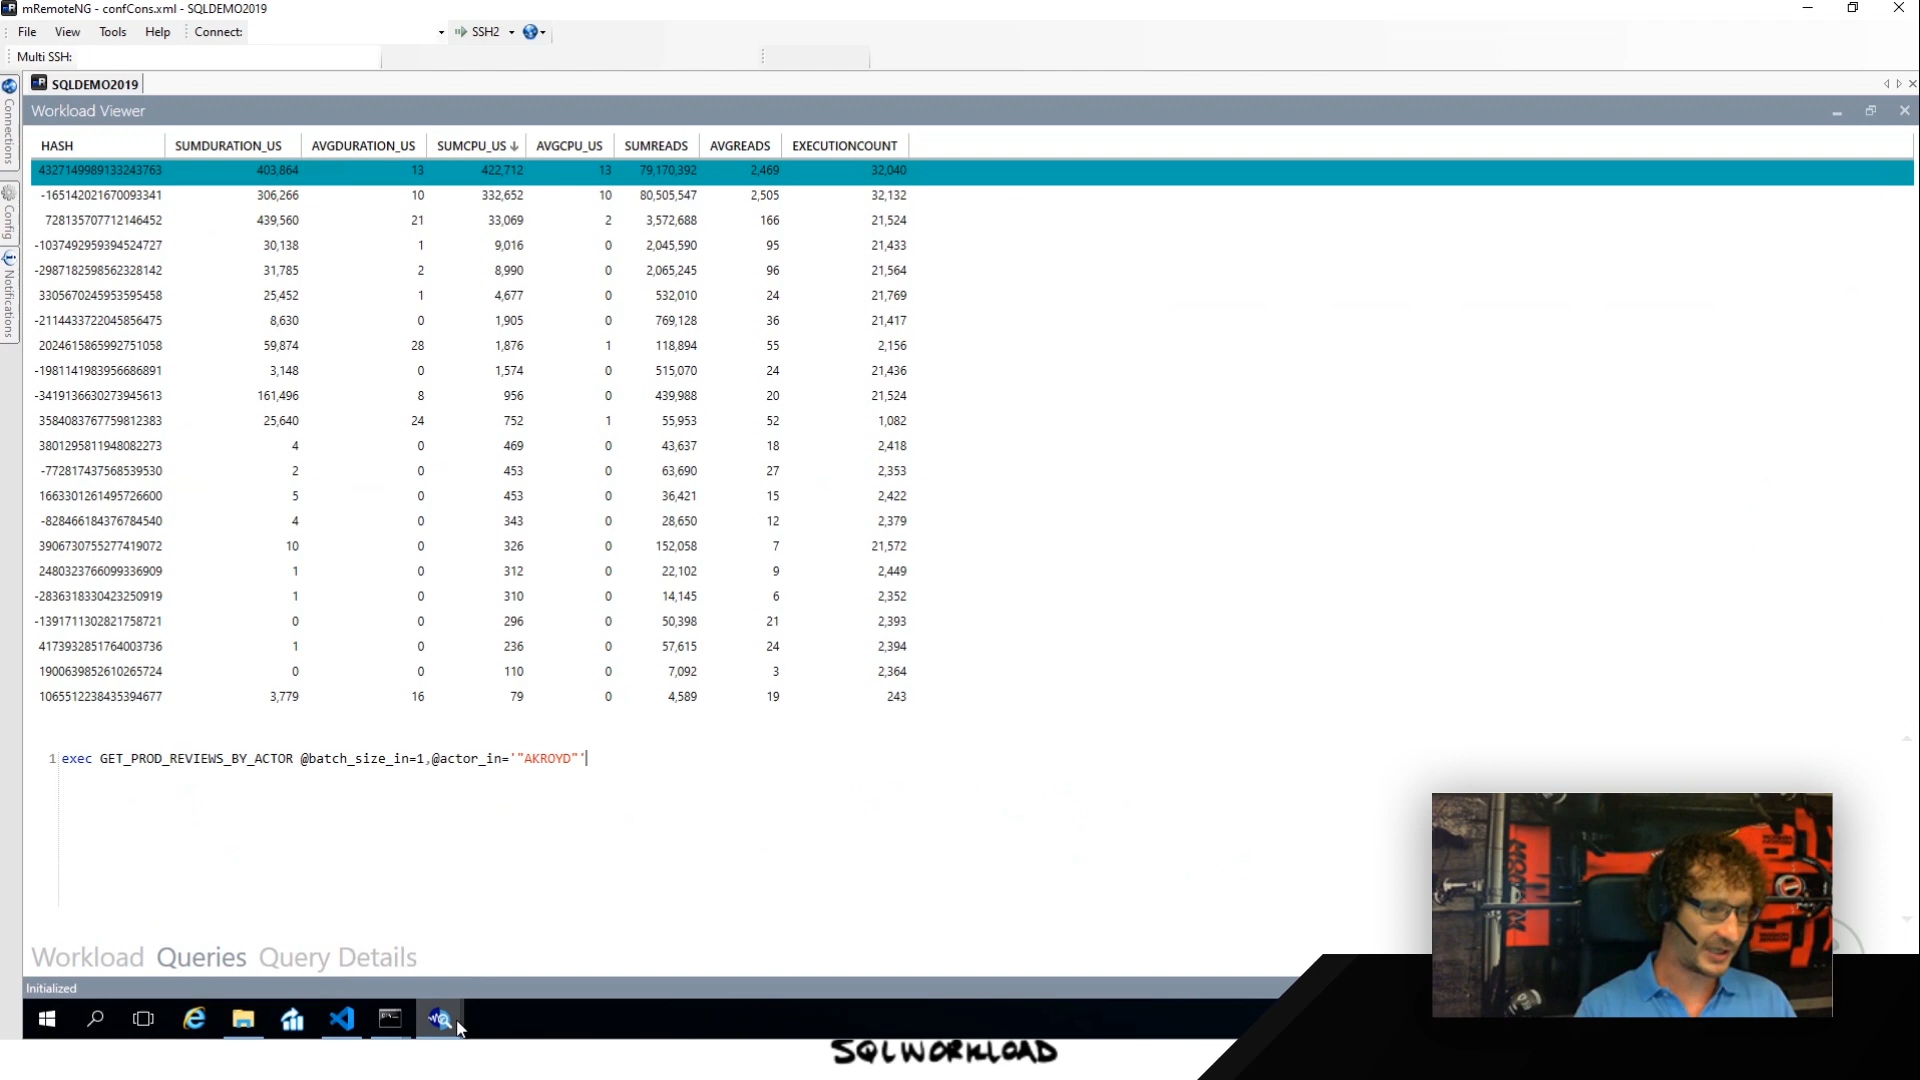 mRemoteNG - confCons.xml - SQLDEMO2019
File View Tools Help Connect: SSH2
Multi SSH:
SQLDEMO2019
Connections
Config
Notifications
Workload Viewer
HASH SUMDURATION_US AVGDURATION_US SUMCPU_US AVGCPU_US SUMREADS AVGREADS EXECUTIONCOUNT
4327149989133243763 403,864 13 422,712 13 79,170,392 2,469 32,040
-165142021670093341 306,266 10 332,652 10 80,505,547 2,505 32,132
728135707712146452 439,560 21 33,069 2 3,572,688 166 21,524
-1037492959394524727 30,138 1 9,016 0 2,045,590 95 21,433
-2987182598562328142 31,785 2 8,990 0 2,065,245 96 21,564
3305670245953595458 25,452 1 4,677 0 532,010 24 21,769
-2114433722045856475 8,630 0 1,905 0 769,128 36 21,417
2024615865992751058 59,874 28 1,876 1 118,894 55 2,156
-1981141983956686891 3,148 0 1,574 0 515,070 24 21,436
-3419136630273945613 161,496 8 956 0 439,988 20 21,524
3584083767759812383 25,640 24 752 1 55,953 52 1,082
3801295811948082273 4 0 469 0 43,637 18 2,418
-772817437568539530 2 0 453 0 63,690 27 2,353
1663301261495726600 5 0 453 0 36,421 15 2,422
-828466184376784540 4 0 343 0 28,650 12 2,379
3906730755277419072 10 0 326 0 152,058 7 21,572
2480323766099336909 1 0 312 0 22,102 9 2,449
-2836318330423250919 1 0 310 0 14,145 6 2,352
-1391711302821758721 0 0 296 0 50,398 21 2,393
4173932851764003736 1 0 236 0 57,615 24 2,394
1900639852610265724 0 0 110 0 7,092 3 2,364
1065512238435394677 3,779 16 79 0 4,589 19 243
1 exec GET_PROD_REVIEWS_BY_ACTOR @batch_size_in=1,@actor_in='"AKROYD"'
Workload Queries Query Details
Initialized
SQLWORKLOAD